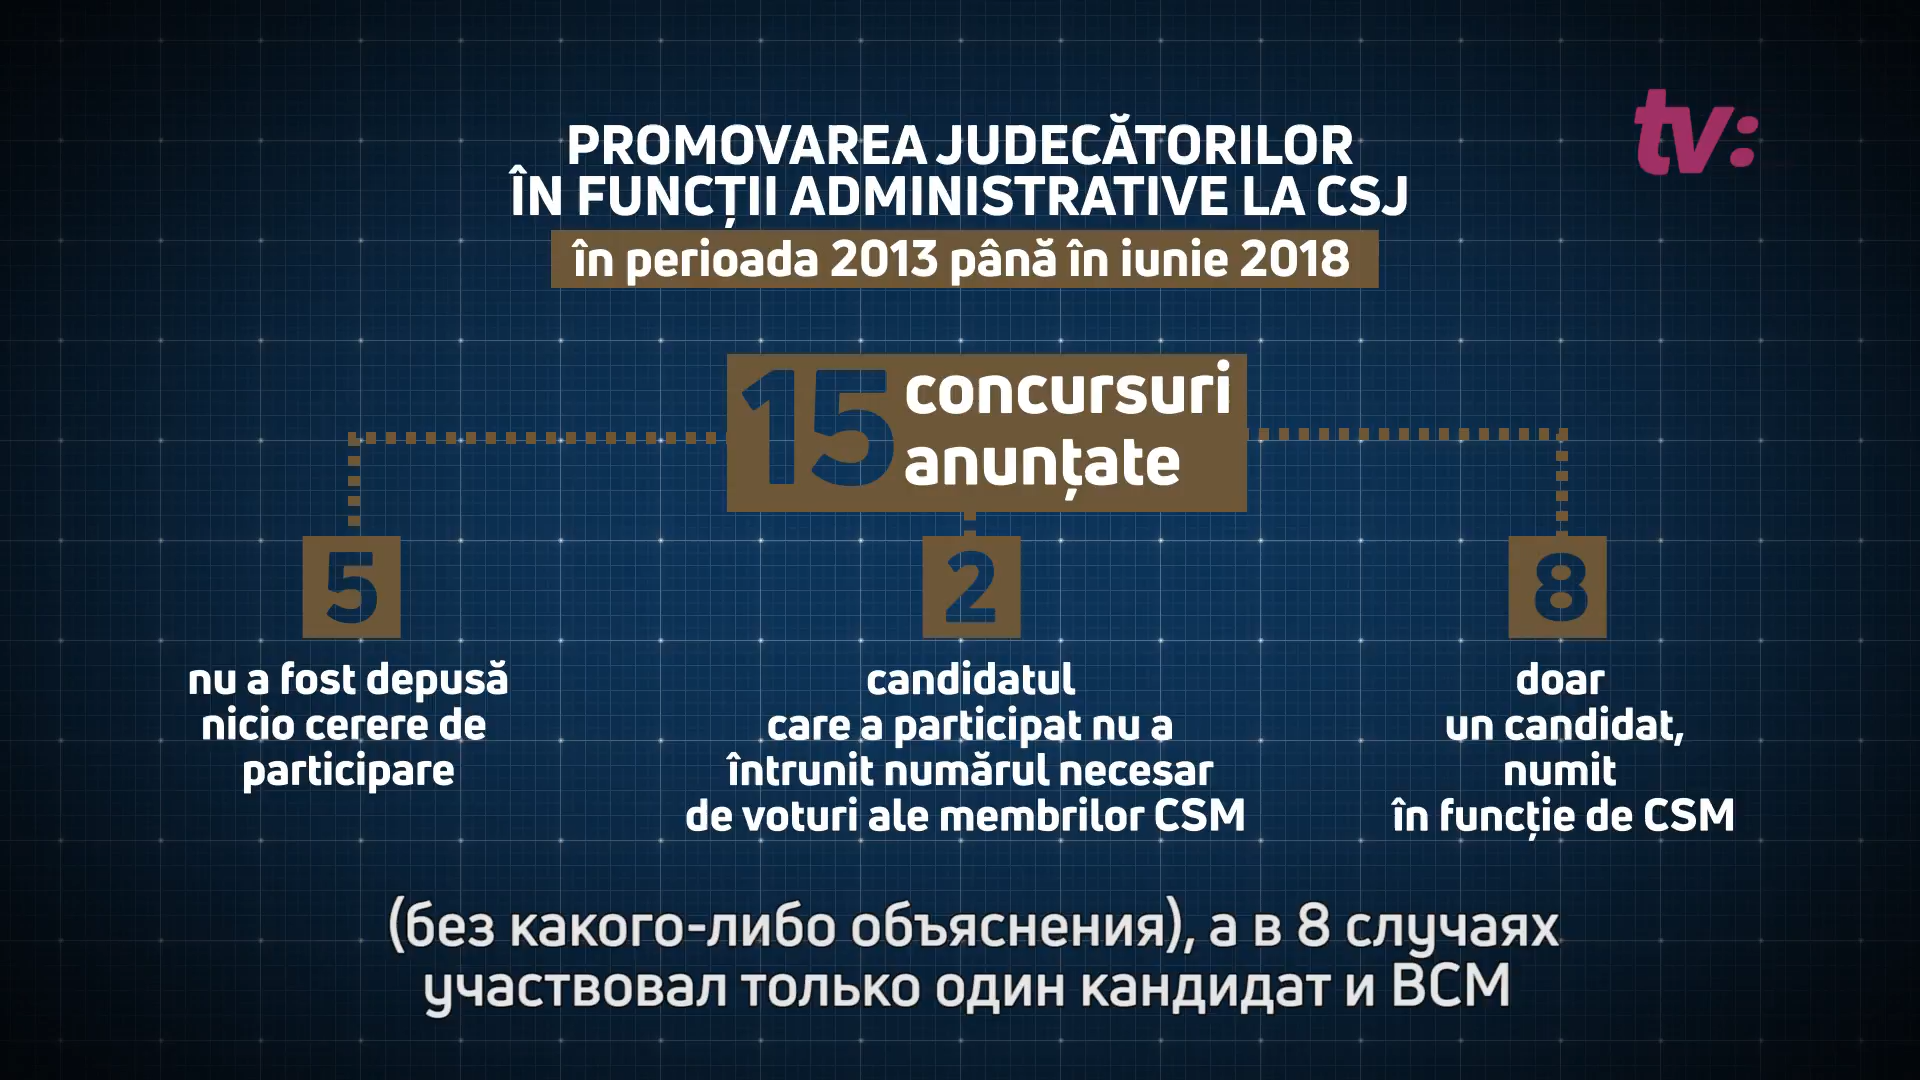 PROMOVAREA JUDECĂTORILOR
ÎN FUNCȚII ADMINISTRATIVE LA CSJ
în perioada 2013 până în iunie 2018
tv:
15 concursuri
anunțate
5
nu a fost depusă
nicio cerere de
participare
2
candidatul
care a participat nu a
întrunit numărul necesar
de voturi ale membrilor CSM
8
doar
un candidat,
numit
în funcție de CSM
(без какого-либо объяснения), а в 8 случаях
участвовал только один кандидат и ВСМ